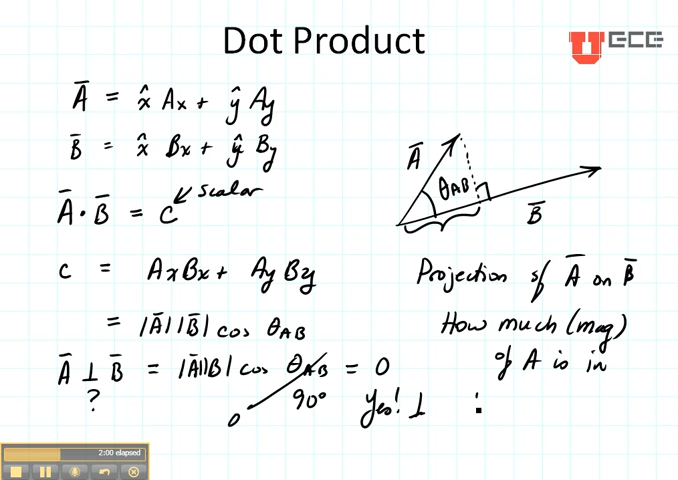 Dot Product
U ECE
A̅ = x̂ Ax + ŷ Ay
B̅ = x̂ Bx + ŷ By
A̅ · B̅ = C scalar
c = AxBx + AyBy
= |A̅||B̅| cos θAB
A̅ ⊥ B̅ = |A̅||B| cos θAB = 0
?
0
90°
Yes! ⊥
A̅
θAB
B̅
Projection of A̅ on B̅
How much (mag)
of A is in
2:00 elapsed